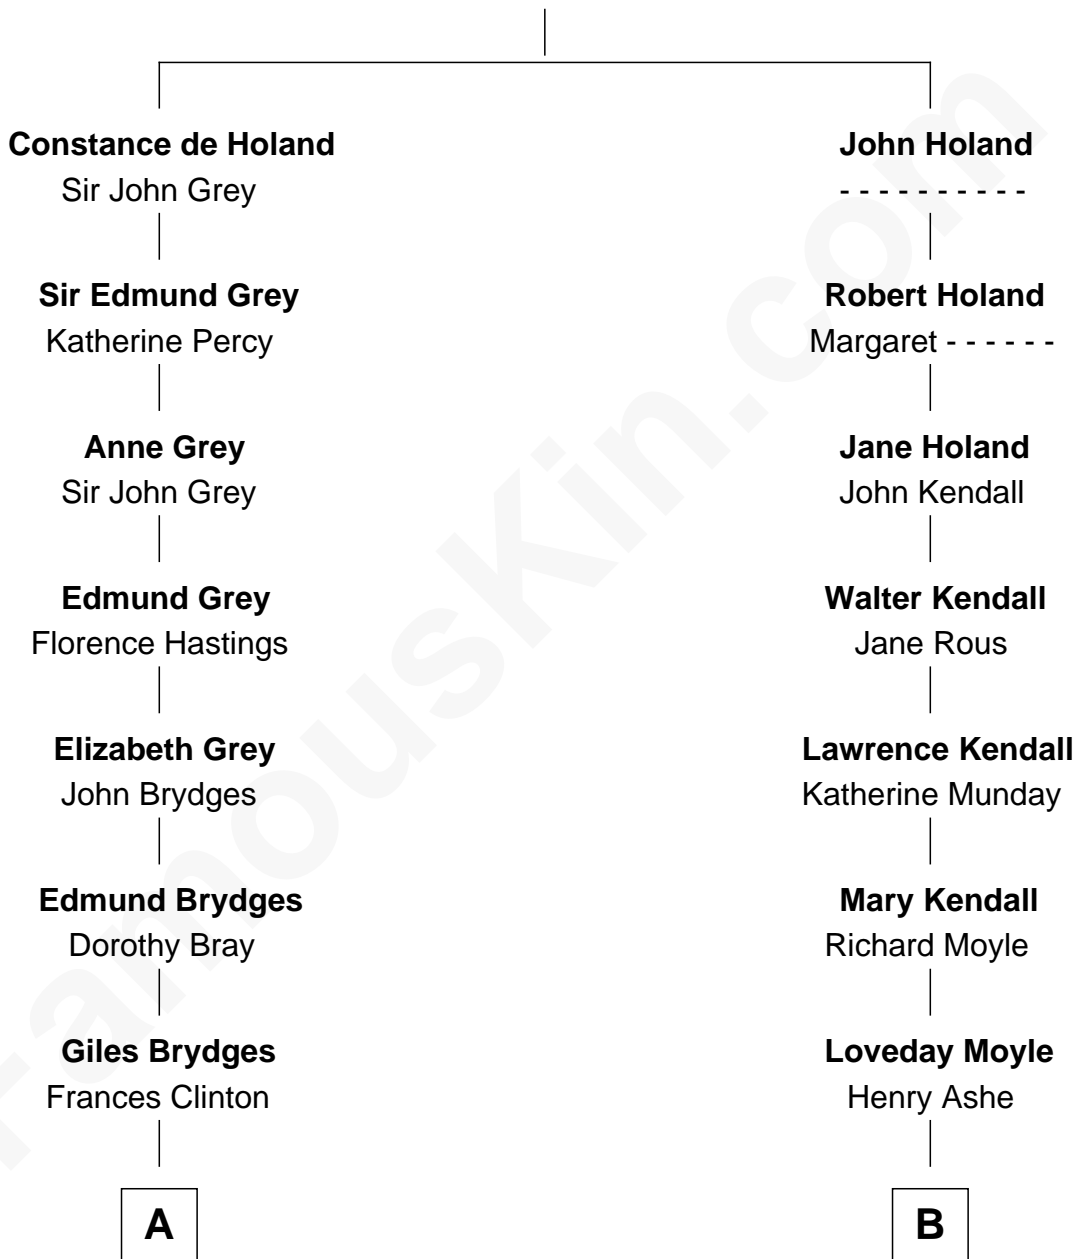 Constance de Holand
Sir John Grey
Sir Edmund Grey
Katherine Percy
Anne Grey
Sir John Grey
Edmund Grey
Florence Hastings
Elizabeth Grey
John Brydges
Edmund Brydges
Dorothy Bray
Giles Brydges
Frances Clinton
A
John Holand
- - - - - - - - - -
Robert Holand
Margaret - - - - - -
Jane Holand
John Kendall
Walter Kendall
Jane Rous
Lawrence Kendall
Katherine Munday
Mary Kendall
Richard Moyle
Loveday Moyle
Henry Ashe
B
FamousKin.com